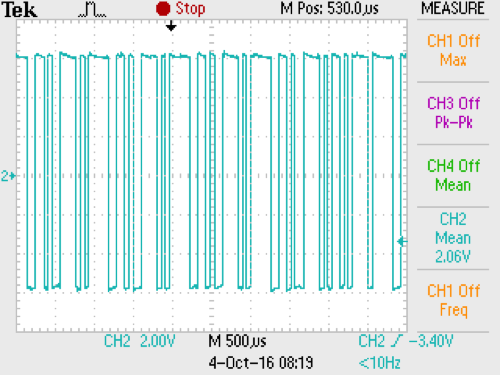 Tek Stop M Pos: 530.0µs MEASURE
CH1 Off
Max
CH3 Off
Pk-Pk
CH4 Off
Mean
2
CH2
Mean
2.06V
CH1 Off
Freq
CH2 2.00V M 500µs CH2 -3.40V
4-Oct-16 08:19 <10Hz